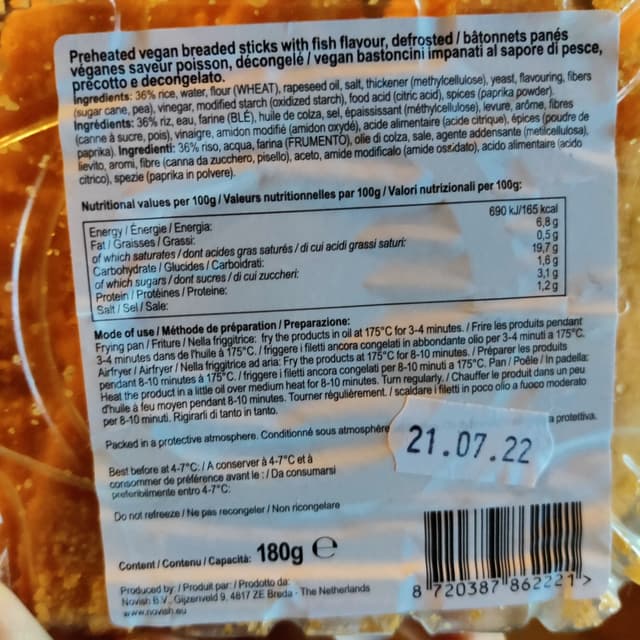 Preheated vegan breaded sticks with fish flavour, defrosted / bâtonnets panés
véganes saveur poisson, décongelé / vegan bastoncini impanati al sapore di pesce,
precotto e decongelato.
Ingredients: 36% rice, water, flour (WHEAT), rapeseed oil, salt, thickener (methylcellulose), yeast, flavouring, fibers
(sugar cane, pea), vinegar, modified starch (oxidized starch), food acid (citric acid), spices (paprika powder).
Ingrédients: 36% riz, eau, farine (BLÉ), huile de colza, sel, épaississant (méthylcellulose), levure, arôme, fibres
(canne à sucre, pois), vinaigre, amidon modifié (amidon oxydé), acide alimentaire (acide citrique), épices (poudre de
paprika). Ingredienti: 36% riso, acqua, farina (FRUMENTO), olie di colza, sale, agente addensante (metilcellulosa),
lievito, aromi, fibre (canna da zucchero, pisello), aceto, amide modificalo (amide ossidato), acido alimentaire (acido
citrico), spezie (paprika in polvere).
Nutritional values per 100g / Valeurs nutritionnelles par 100g / Valori nutrizionali per 100g:
Energy / Énergie / Energia: 690 kJ/165 kcal
Fat / Graisses / Grassi: 6,8 g
of which saturates / dont acides gras saturés / di cui acidi grassi saturi: 0,5 g
Carbohydrate / Glucides / Carboidrati: 19,7 g
of which sugars / dont sucres / di cui zuccheri: 1,6 g
Protein / Protéines / Proteine: 3,1 g
Salt / Sel / Sale: 1,2 g
Mode of use / Méthode de préparation / Preparazione:
Frying pan / Friture / Nella friggitrice: fry the products in oil at 175°C for 3-4 minutes. / Frire les produits pendant
3-4 minutes dans de l'huile à 175°C. / friggere i filetti ancora congelati in abbondante olio per 3-4 minuti a 175°C.
Airfryer / Airfryer / Nella friggitrice ad aria: Fry the products at 175°C for 8-10 minutes. / Préparer les produits
pendant 8-10 minutes à 175°C. / friggere i filetti ancora congelati per 8-10 minuti a 175°C. Pan / Poêle / In padella:
Heat the product in a little oil over medium heat for 8-10 minutes. Turn regularly. / Chauffer le produit dans un peu
d'huile à feu moyen pendant 8-10 minutes. Tourner régulièrement. / scaldare i filetti in poco olio a fuoco moderato
per 8-10 minuti. Rigirarli di tanto in tanto.
Packed in a protective atmosphere. Conditionné sous atmosphère a protettiva.
21.07.22
Best before at 4-7°C: / A conserver à 4-7°C et à
consommer de préférence avant le : / Da consumarsi
preferibilmente entro 4-7°C:
Do not refreeze / Ne pas recongeler / Non ricongelare
Content / Contenu / Capacità: 180g e
Produced by: / Produit par: / Prodotto da:
Novish B.V. Gijzenveld 9, 4817 ZE Breda - The Netherlands
www.novish.eu
8 720387 862221 >